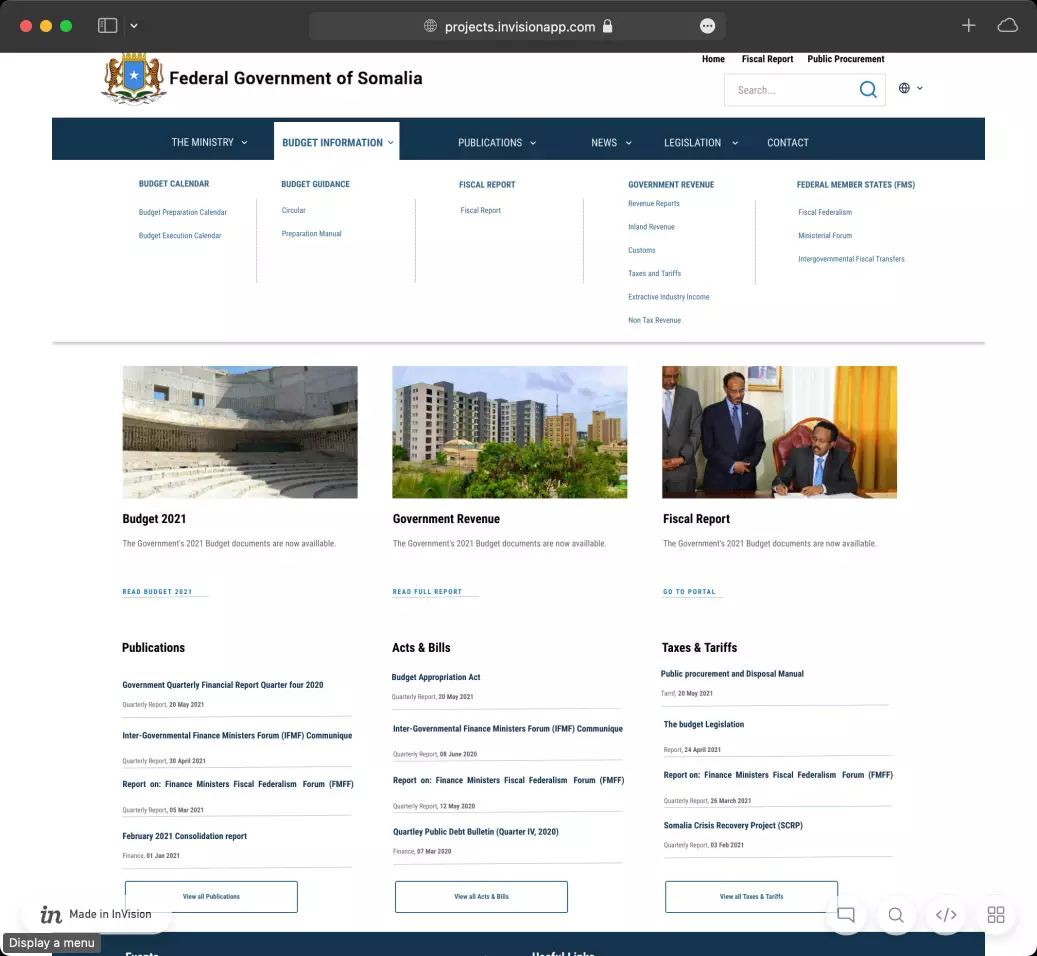 projects.invisionapp.com
Home Fiscal Report Public Procurement
Federal Government of Somalia
Search...
THE MINISTRY BUDGET INFORMATION PUBLICATIONS NEWS LEGISLATION CONTACT
BUDGET CALENDAR
Budget Preparation Calendar
Budget Execution Calendar
BUDGET GUIDANCE
Circular
Preparation Manual
FISCAL REPORT
Fiscal Report
GOVERNMENT REVENUE
Revenue Reports
Inland Revenue
Customs
Taxes and Tariffs
Extractive Industry Income
Non Tax Revenue
FEDERAL MEMBER STATES (FMS)
Fiscal Federalism
Ministerial Forum
Intergovernmental Fiscal Transfers
Budget 2021
The Government's 2021 Budget documents are now availlable.
READ BUDGET 2021
Government Revenue
The Government's 2021 Budget documents are now availlable.
READ FULL REPORT
Fiscal Report
The Government's 2021 Budget documents are now availlable.
GO TO PORTAL
Publications
Government Quarterly Financial Report Quarter four 2020
Quarterly Report, 20 May 2021
Inter-Governmental Finance Ministers Forum (IFMF) Communique
Quarterly Report, 30 April 2021
Report on: Finance Ministers Fiscal Federalism Forum (FMFF)
Quarterly Report, 05 Mar 2021
February 2021 Consolidation report
Finance, 01 Jan 2021
View all Publications
Acts & Bills
Budget Appropriation Act
Quarterly Report, 20 May 2021
Inter-Governmental Finance Ministers Forum (IFMF) Communique
Quarterly Report, 08 June 2020
Report on: Finance Ministers Fiscal Federalism Forum (FMFF)
Quarterly Report, 12 May 2020
Quartley Public Debt Bulletin (Quarter IV, 2020)
Finance, 07 Mar 2020
View all Acts & Bills
Taxes & Tariffs
Public procurement and Disposal Manual
Tarrif, 20 May 2021
The budget Legislation
Report, 24 April 2021
Report on: Finance Ministers Fiscal Federalism Forum (FMFF)
Quarterly Report, 26 March 2021
Somalia Crisis Recovery Project (SCRP)
Quarterly Report, 03 Feb 2021
View all Taxes & Tariffs
in Made in InVision
Display a menu
Events
Useful Links